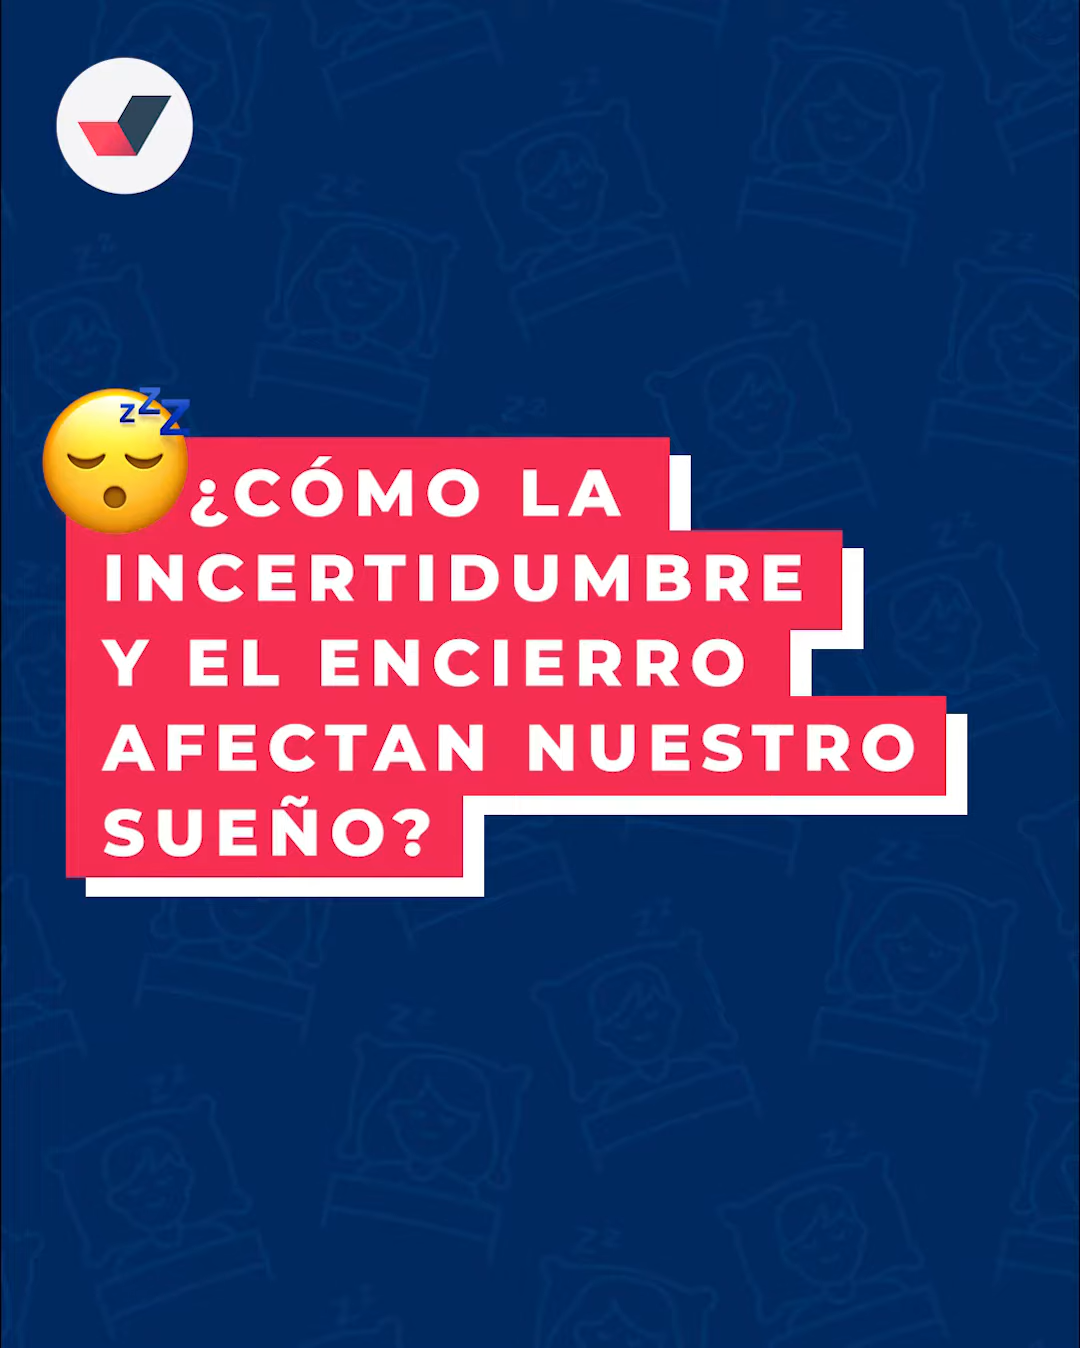 ¿CÓMO LA
INCERTIDUMBRE
Y EL ENCIERRO
AFECTAN NUESTRO
SUEÑO?